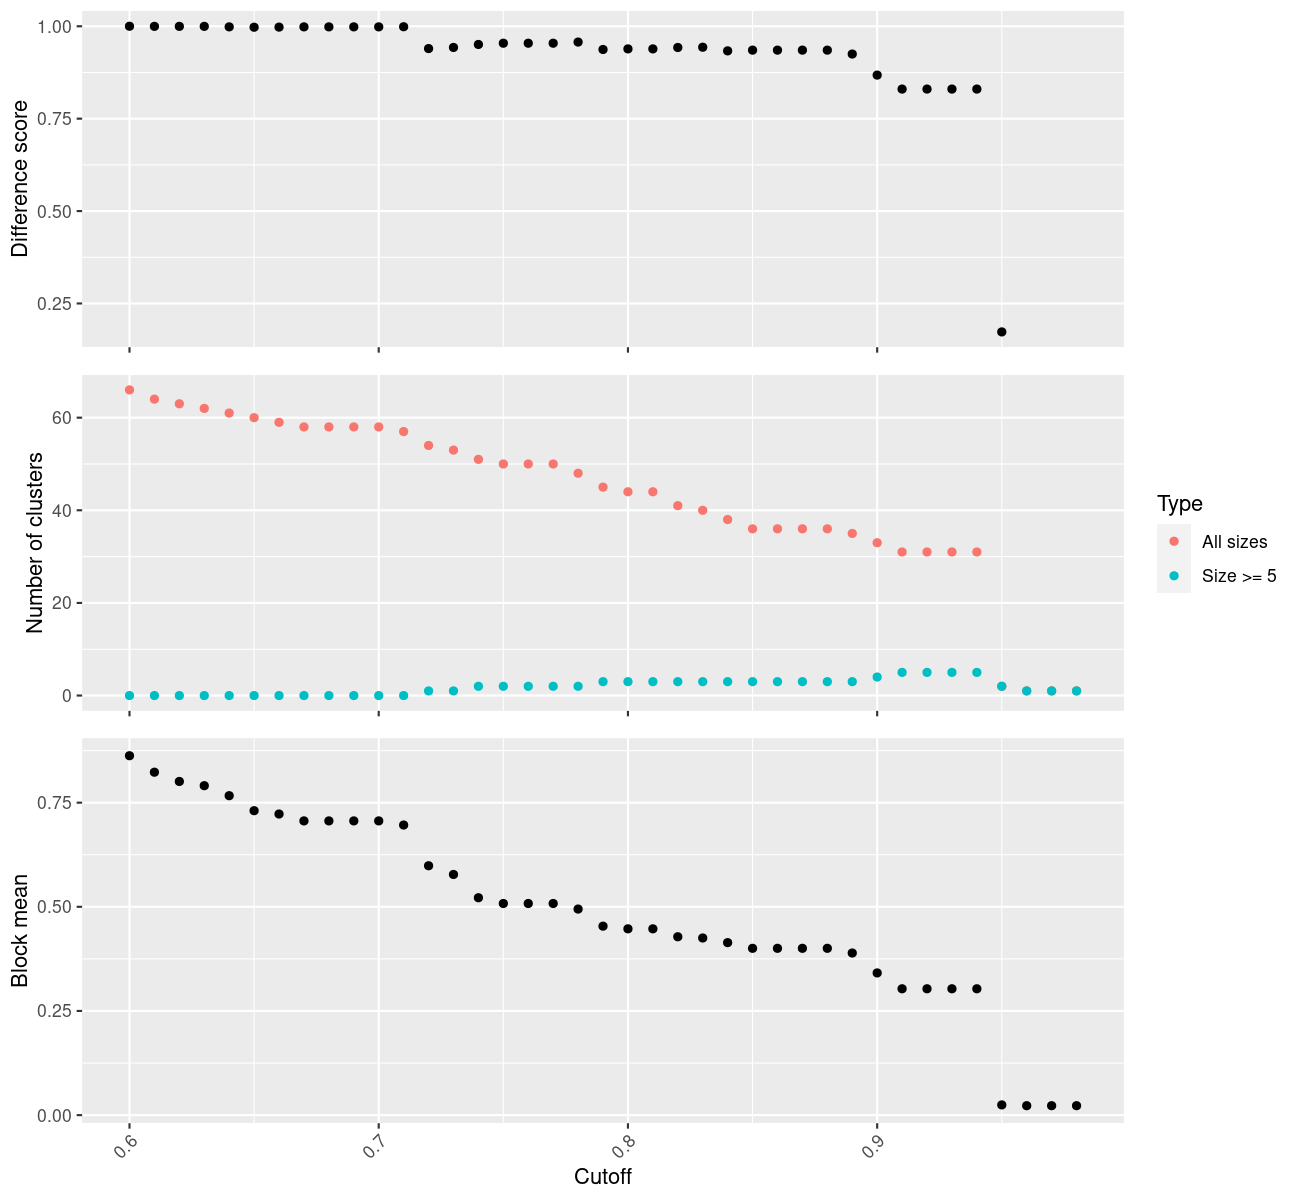 Difference score
1.00
0.75
0.50
0.25
Number of clusters
60
40
20
0
Type
All sizes
Size >= 5
Block mean
0.75
0.50
0.25
0.00
0.6
0.7
0.8
0.9
Cutoff